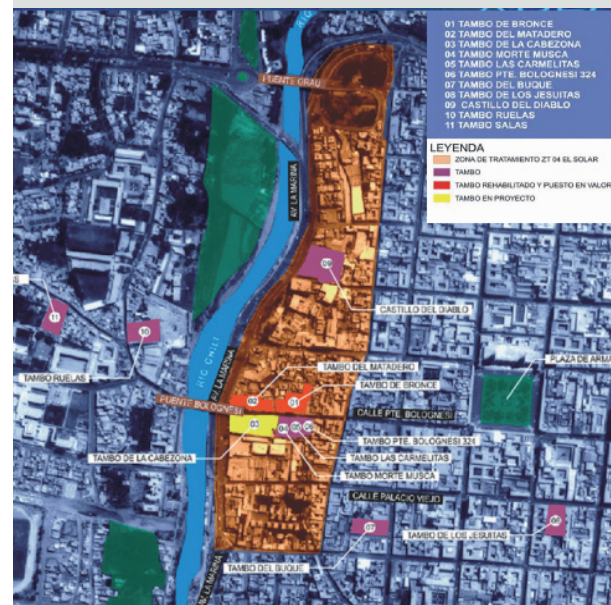 01 TAMBO DE BRONCE
02 TAMBO DEL MATADERO
03 TAMBO DE LA CABEZONA
04 TAMBO MORTE MUSCA
05 TAMBO LAS CARMELITAS
06 TAMBO PTE. BOLOGNESI 324
07 TAMBO DEL BUQUE
08 TAMBO DE LOS JESUITAS
09 CASTILLO DEL DIABLO
10 TAMBO RUELAS
11 TAMBO SALAS
LEYENDA
ZONA DE TRATAMIENTO ZT 04 EL SOLAR
TAMBO
TAMBO REHABILITADO Y PUESTO EN VALOR
TAMBO EN PROYECTO
PUENTE GRAU
AV. LA MARINA
09
CASTILLO DEL DIABLO
AS
11
10
RIO CHILI
AV. LA MARINA
PLAZA DE ARMA
TAMBO RUELAS
TAMBO DEL MATADERO
TAMBO DE BRONCE
02
01
PUENTE BOLOGNESI
CALLE PTE. BOLOGNESI
03
04
05
TAMBO PTE. BOLOGNESI 324
TAMBO DE LA CABEZONA
TAMBO LAS CARMELITAS
TAMBO MORTE MUSCA
CALLE PALACIO VIEJO
07
TAMBO DE LOS JESUITAS
TAMBO DEL BUQUE
AV. LA MARINA